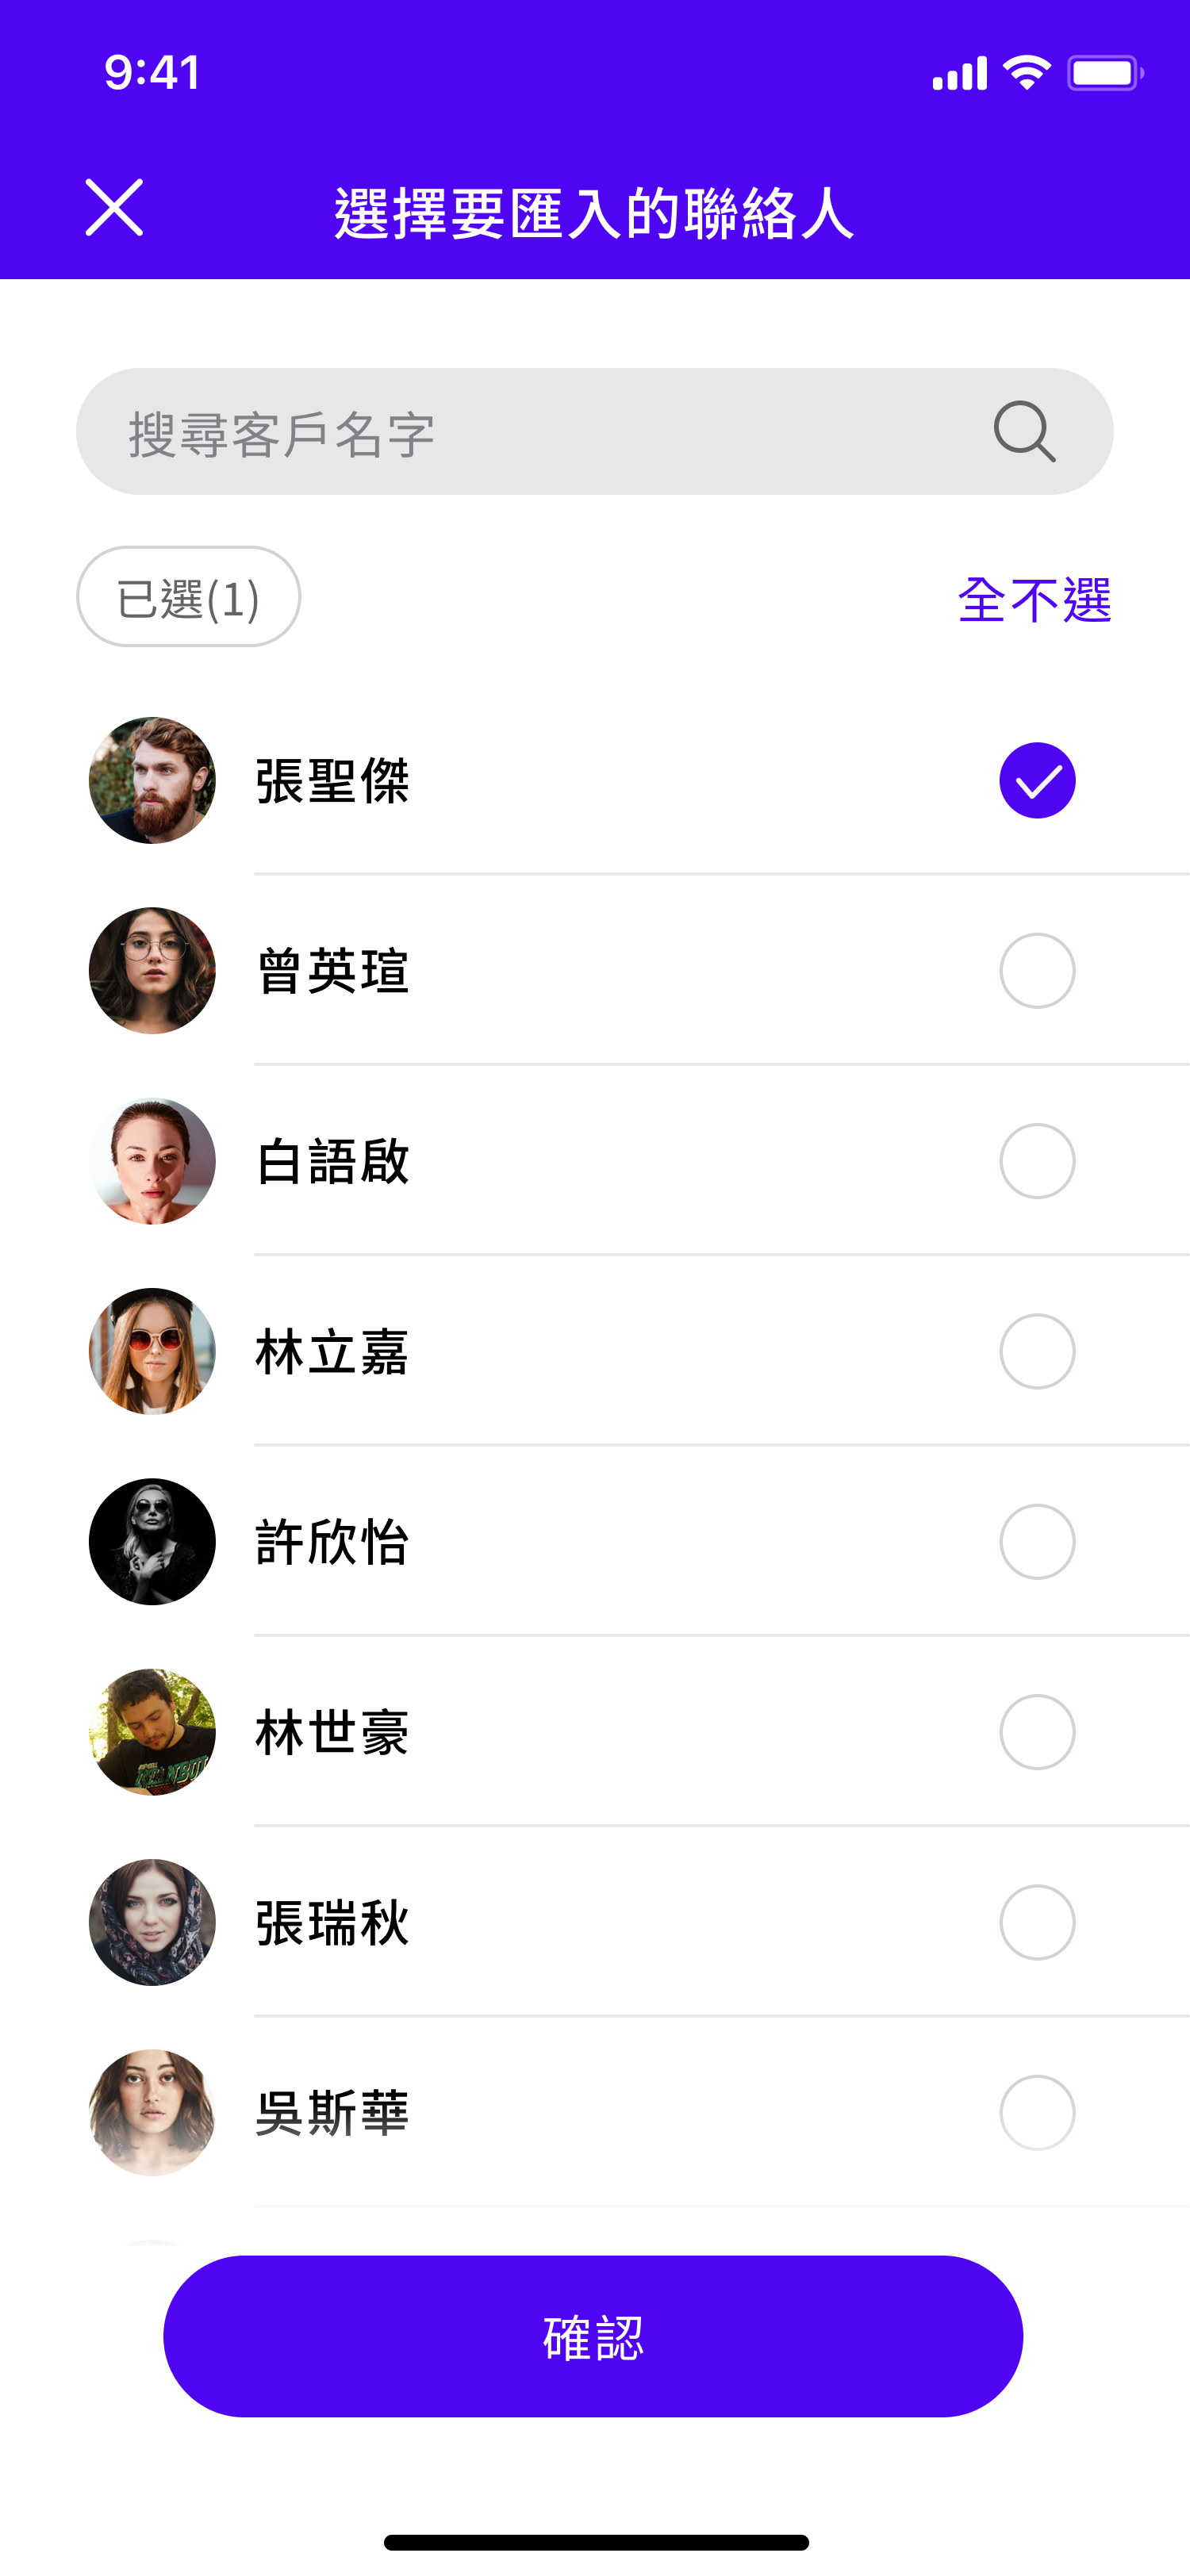 9:41
選擇要匯入的聯絡人
搜尋客戶名字
已選(1)
全不選
張聖傑
曾英瑄
白語啟
林立嘉
許欣怡
林世豪
張瑞秋
吳斯華
確認